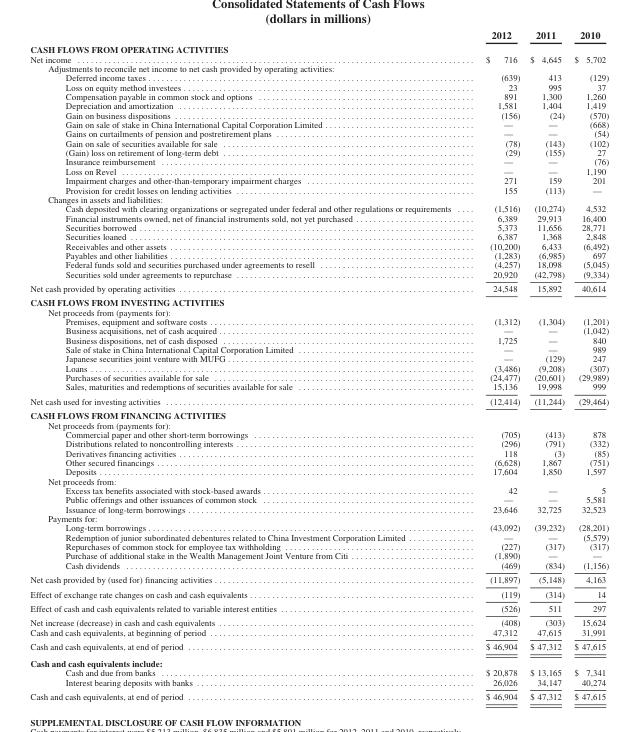 Consolidated Statements of Cash Flows
(dollars in millions)
2012 2011 2010
CASH FLOWS FROM OPERATING ACTIVITIES
Net income $ 716 $ 4,645 $ 5,702
Adjustments to reconcile net income to net cash provided by operating activities:
Deferred income taxes (639) 413 (129)
Loss on equity method investees 23 995 37
Compensation payable in common stock and options 891 1,300 1,260
Depreciation and amortization 1,581 1,404 1,419
Gain on business dispositions (156) (24) (570)
Gain on sale of stake in China International Capital Corporation Limited — — (668)
Gains on curtailments of pension and postretirement plans — — (54)
Gain on sale of securities available for sale (78) (143) (102)
(Gain) loss on retirement of long-term debt (29) (155) 27
Insurance reimbursement — — (76)
Loss on Revel — — 1,190
Impairment charges and other-than-temporary impairment charges 271 159 201
Provision for credit losses on lending activities 155 (113) —
Changes in assets and liabilities:
Cash deposited with clearing organizations or segregated under federal and other regulations or requirements (1,516) (10,274) 4,532
Financial instruments owned, net of financial instruments sold, not yet purchased 6,389 29,913 16,400
Securities borrowed 5,373 11,656 28,771
Securities loaned 6,387 1,368 2,848
Receivables and other assets (10,200) 6,433 (6,492)
Payables and other liabilities (1,283) (6,985) 697
Federal funds sold and securities purchased under agreements to resell (4,257) 18,098 (5,045)
Securities sold under agreements to repurchase 20,920 (42,798) (9,334)
Net cash provided by operating activities 24,548 15,892 40,614
CASH FLOWS FROM INVESTING ACTIVITIES
Net proceeds from (payments for):
Premises, equipment and software costs (1,312) (1,304) (1,201)
Business acquisitions, net of cash acquired — — (1,042)
Business dispositions, net of cash disposed 1,725 — 840
Sale of stake in China International Capital Corporation Limited — — 989
Japanese securities joint venture with MUFG — (129) 247
Loans (3,486) (9,208) (307)
Purchases of securities available for sale (24,477) (20,601) (29,989)
Sales, maturities and redemptions of securities available for sale 15,136 19,998 999
Net cash used for investing activities (12,414) (11,244) (29,464)
CASH FLOWS FROM FINANCING ACTIVITIES
Net proceeds from (payments for):
Commercial paper and other short-term borrowings (705) (413) 878
Distributions related to noncontrolling interests (296) (791) (332)
Derivatives financing activities 118 (3) (85)
Other secured financings (6,628) 1,867 (751)
Deposits 17,604 1,850 1,597
Net proceeds from:
Excess tax benefits associated with stock-based awards 42 — 5
Public offerings and other issuances of common stock — — 5,581
Issuance of long-term borrowings 23,646 32,725 32,523
Payments for:
Long-term borrowings (43,092) (39,232) (28,201)
Redemption of junior subordinated debentures related to China Investment Corporation Limited — — (5,579)
Repurchases of common stock for employee tax withholding (227) (317) (317)
Purchase of additional stake in the Wealth Management Joint Venture from Citi (1,890) — —
Cash dividends (469) (834) (1,156)
Net cash provided by (used for) financing activities (11,897) (5,148) 4,163
Effect of exchange rate changes on cash and cash equivalents (119) (314) 14
Effect of cash and cash equivalents related to variable interest entities (526) 511 297
Net increase (decrease) in cash and cash equivalents (408) (303) 15,624
Cash and cash equivalents, at beginning of period 47,312 47,615 31,991
Cash and cash equivalents, at end of period $ 46,904 $ 47,312 $ 47,615
Cash and cash equivalents include:
Cash and due from banks $ 20,878 $ 13,165 $ 7,341
Interest bearing deposits with banks 26,026 34,147 40,274
Cash and cash equivalents, at end of period $ 46,904 $ 47,312 $ 47,615
SUPPLEMENTAL DISCLOSURE OF CASH FLOW INFORMATION
Cash payments for interest were $5,213 million, $6,835 million and $5,891 million for 2012, 2011 and 2010, respectively.